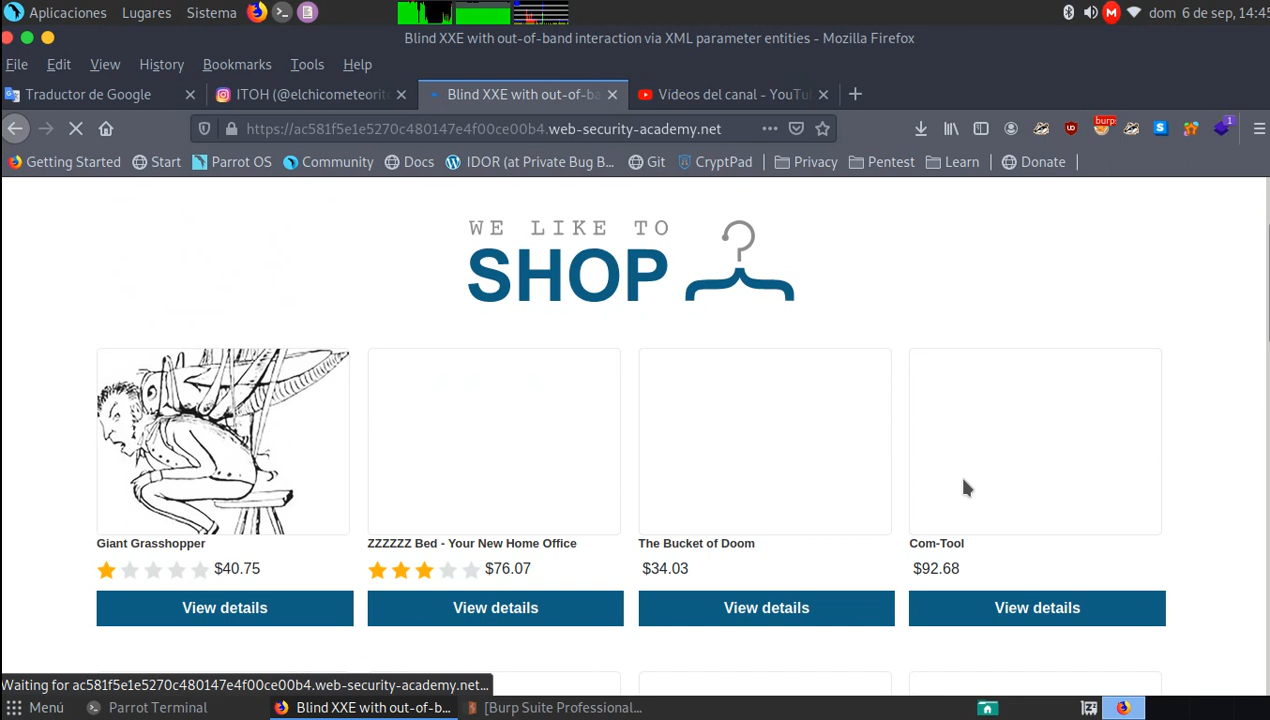 Aplicaciones Lugares Sistema dom 6 de sep, 14:45
Blind XXE with out-of-band interaction via XML parameter entities - Mozilla Firefox
File Edit View History Bookmarks Tools Help
Traductor de Google ITOH (@elchicometeorit Blind XXE with out-of-ba Videos del canal - YouTu
https://ac581f5e1e5270c480147e4f00ce00b4.web-security-academy.net burp 1
Getting Started Start Parrot OS Community Docs IDOR (at Private Bug B... Git CryptPad Privacy Pentest Learn Donate
WE LIKE TO
SHOP
Giant Grasshopper ZZZZZZ Bed - Your New Home Office The Bucket of Doom Com-Tool
$40.75 $76.07 $34.03 $92.68
View details View details View details View details
Waiting for ac581f5e1e5270c480147e4f00ce00b4.web-security-academy.net...
Menú Parrot Terminal Blind XXE with out-of-b... [Burp Suite Professional...